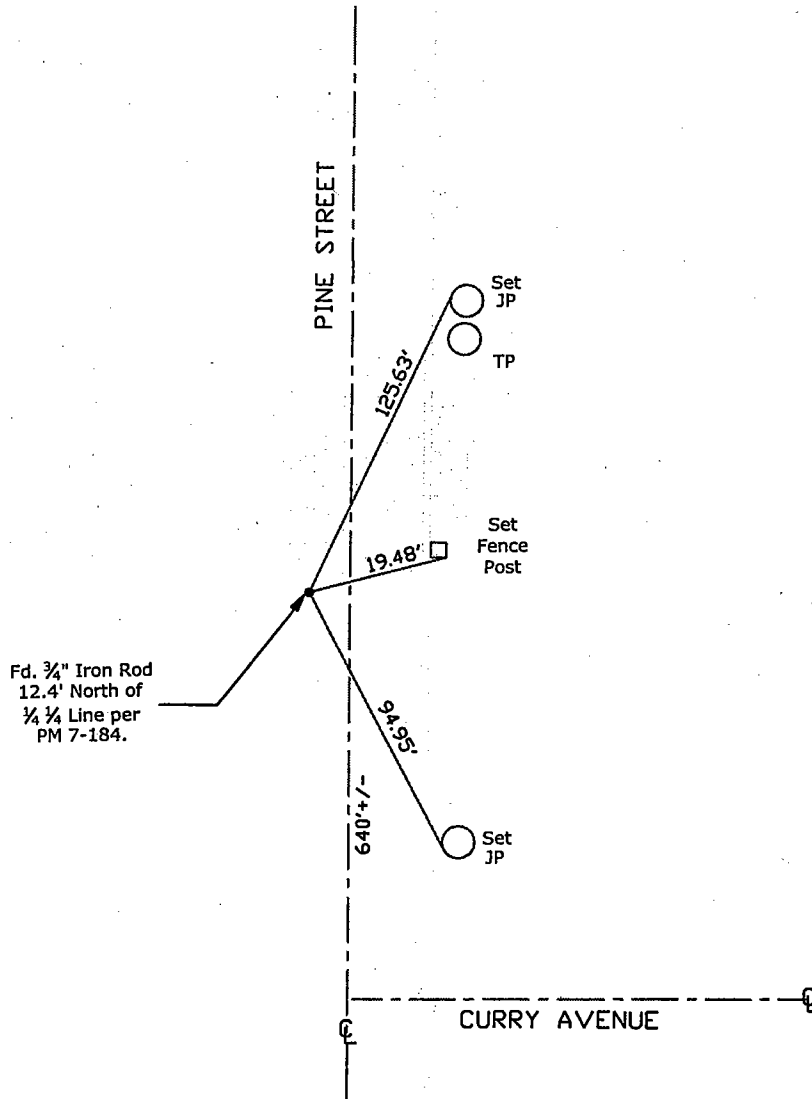 PINE STREET
Set
JP
TP
125.63'
Set
Fence
Post
19.48'
Fd. ¾" Iron Rod
12.4' North of
¼ ¼ Line per
PM 7-184.
94.95'
640'+/-
Set
JP
℄
CURRY AVENUE
℄